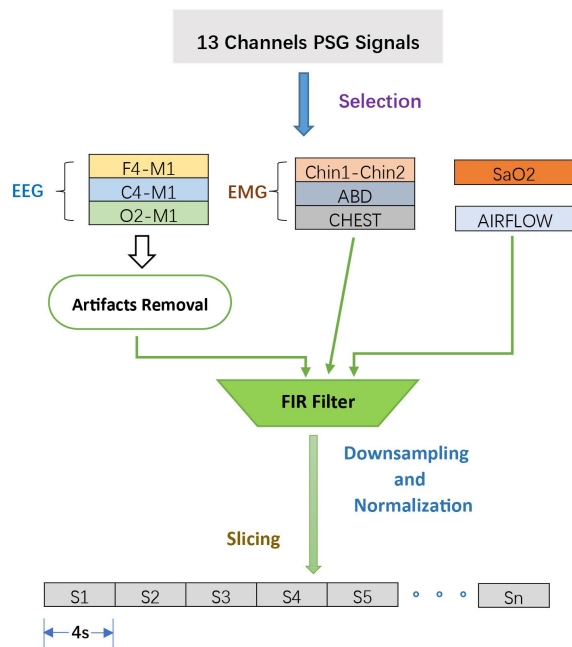 13 Channels PSG Signals
Selection
EEG
F4-M1
C4-M1
O2-M1
EMG
Chin1-Chin2
ABD
CHEST
SaO2
AIRFLOW
Artifacts Removal
FIR Filter
Downsampling
and
Normalization
Slicing
S1 S2 S3 S4 S5 Sn
4s